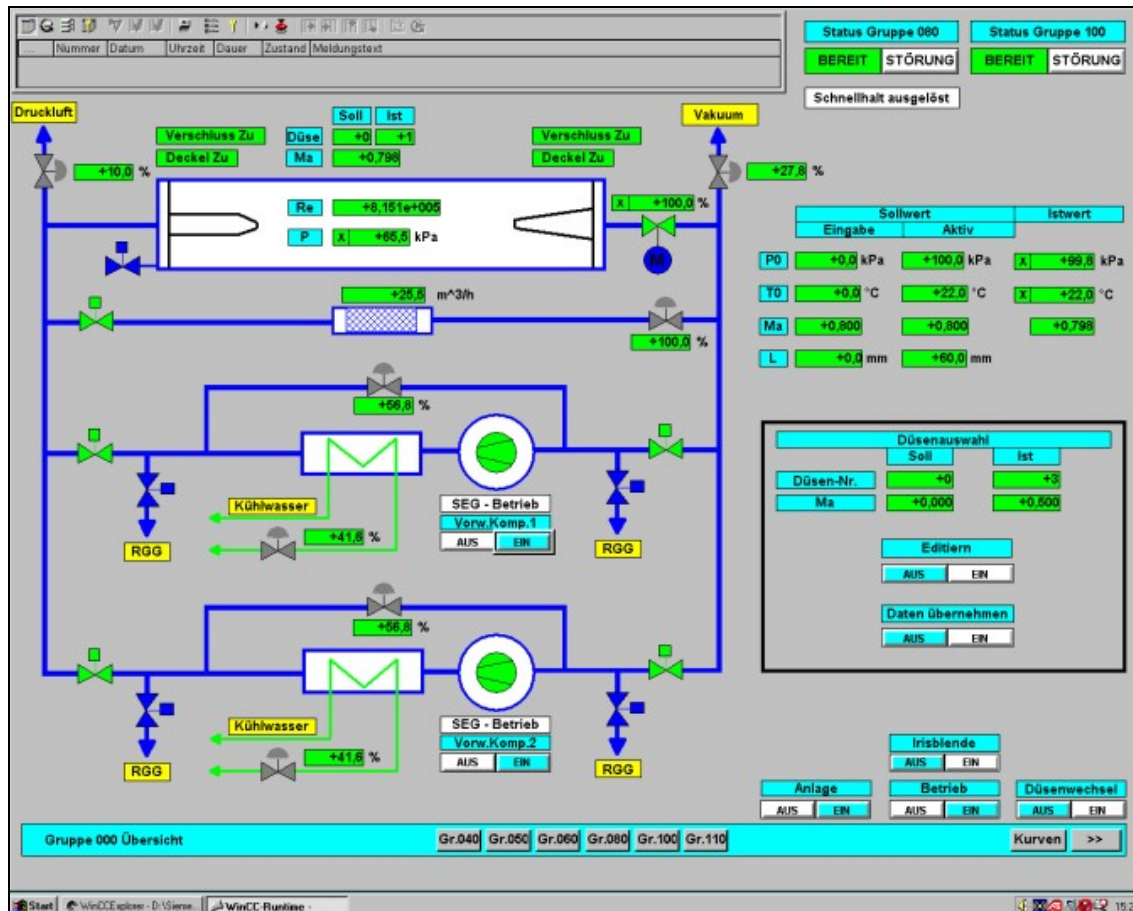 .... Nummer Datum Uhrzeit Dauer Zustand Meldungstext
Status Gruppe 080 Status Gruppe 100
BEREIT STÖRUNG BEREIT STÖRUNG
Schnellhalt ausgelöst
Druckluft Soll Ist Vakuum
Verschluss Zu Düse +0 +1 Verschluss Zu
Deckel Zu Ma +0,798 Deckel Zu
+10,0 % +27,8 %
Re +8,151e+005 X +100,0 %
P X +65,5 kPa M
Sollwert Istwert
Eingabe Aktiv
P0 +0,0 kPa +100,0 kPa X +99,8 kPa
T0 +0,0 °C +22,0 °C X +22,0 °C
Ma +0,800 +0,800 +0,798
L +0,0 mm +60,0 mm
+25,5 m^3/h
+100,0 %
+56,8 %
Kühlwasser SEG - Betrieb
Vorw.Komp.1
+41,6 % AUS EIN
RGG RGG
Düsenauswahl
Soll Ist
Düsen-Nr. +0 +3
Ma +0,000 +0,500
Editiern
AUS EIN
Daten übernehmen
AUS EIN
+56,8 %
Kühlwasser SEG - Betrieb
Vorw.Komp.2
+41,6 % AUS EIN
RGG RGG
Irisblende
AUS EIN
Anlage Betrieb Düsenwechsel
AUS EIN AUS EIN AUS EIN
Gruppe 000 Übersicht Gr.040 Gr.050 Gr.060 Gr.080 Gr.100 Gr.110 Kurven >>
Start WinCCExplorer - D:\Sieme... WinCC-Runtime -